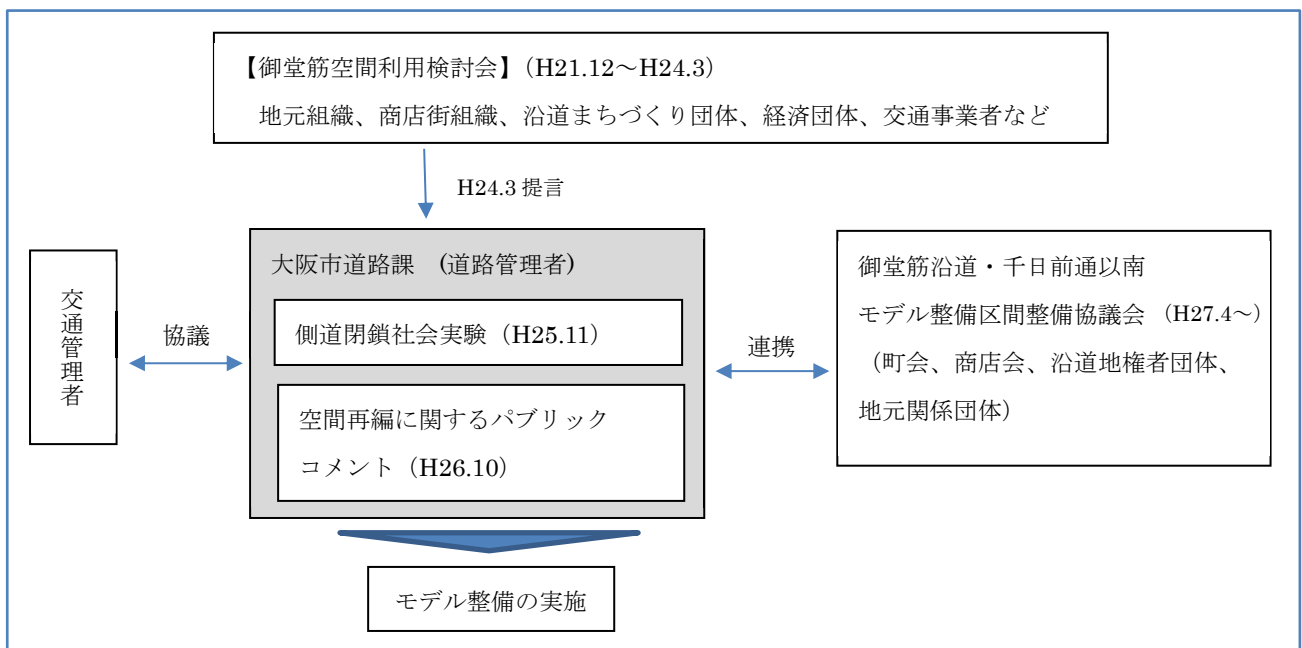 【御堂筋空間利用検討会】（H21.12～H24.3）
地元組織、商店街組織、沿道まちづくり団体、経済団体、交通事業者など
H24.3 提言
交通管理者
協議
大阪市道路課　(道路管理者)
側道閉鎖社会実験（H25.11）
空間再編に関するパブリック
コメント（H26.10）
連携
御堂筋沿道・千日前通以南
モデル整備区間整備協議会 （H27.4～）
（町会、商店会、沿道地権者団体、
地元関係団体）
モデル整備の実施